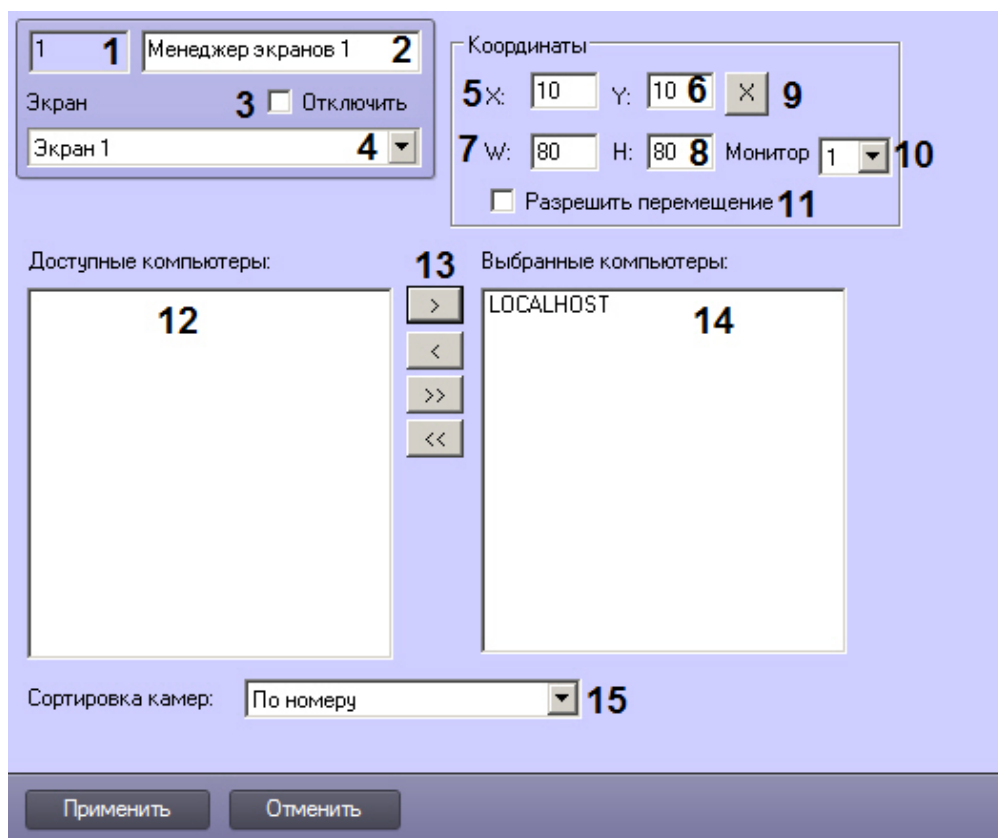 1 1 Менеджер экранов 1 2
Экран 3 Отключить
Экран 1 4
Координаты
5 X: 10 Y: 10 6 X 9
7 W: 80 H: 80 8 Монитор 1 10
Разрешить перемещение 11
Доступные компьютеры: 13 Выбранные компьютеры:
12 > LOCALHOST 14
<
>>
<<
Сортировка камер: По номеру 15
Применить Отменить